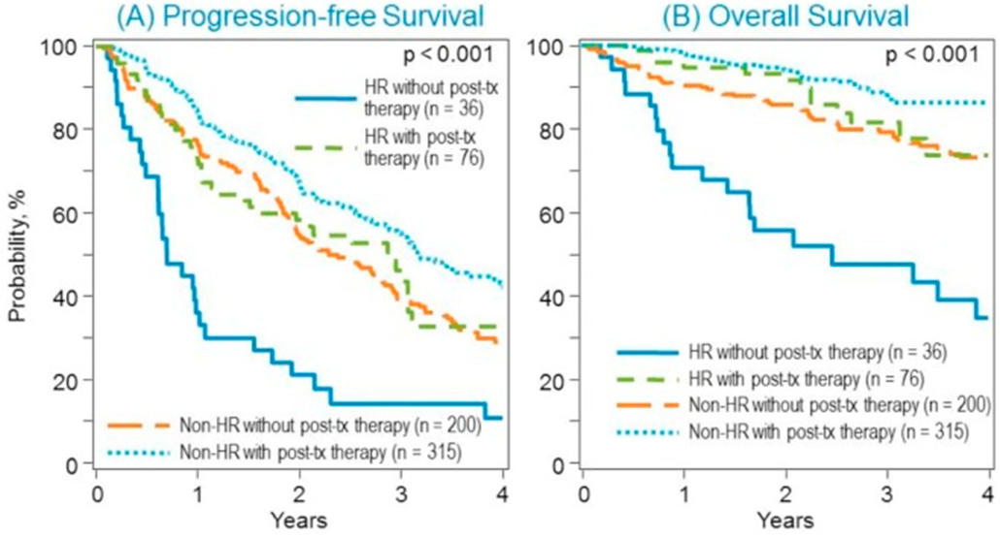 (A) Progression-free Survival
p < 0.001
HR without post-tx
therapy (n = 36)
HR with post-tx
therapy (n = 76)
Non-HR without post-tx therapy (n = 200)
Non-HR with post-tx therapy (n = 315)
Probability, %
100
80
60
40
20
0
0 1 2 3 4
Years
(B) Overall Survival
p < 0.001
HR without post-tx therapy (n = 36)
HR with post-tx therapy (n = 76)
Non-HR without post-tx therapy (n = 200)
Non-HR with post-tx therapy (n = 315)
100
80
60
40
20
0
0 1 2 3 4
Years